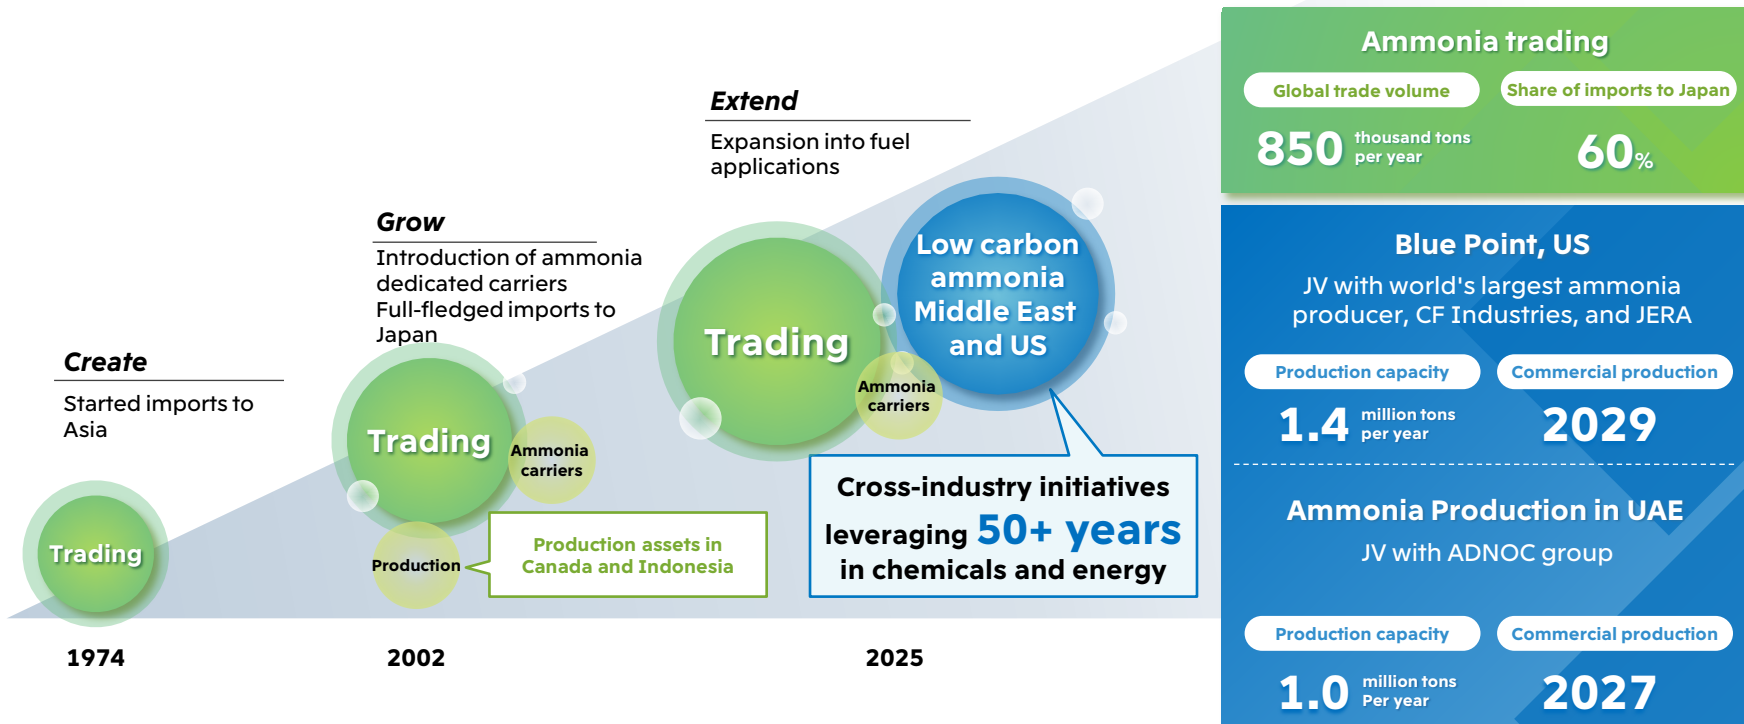 Create
Started imports to
Asia
Trading
1974
Grow
Introduction of ammonia
dedicated carriers
Full-fledged imports to
Japan
Trading
Ammonia
carriers
Production
Production assets in
Canada and Indonesia
2002
Extend
Expansion into fuel
applications
Trading
Low carbon
ammonia
Middle East
and US
Ammonia
carriers
Cross-industry initiatives
leveraging 50+ years
in chemicals and energy
2025
Ammonia trading
Global trade volume
850 thousand tons
per year
Share of imports to Japan
60%
Blue Point, US
JV with world's largest ammonia
producer, CF Industries, and JERA
Production capacity
1.4 million tons
per year
Commercial production
2029
Ammonia Production in UAE
JV with ADNOC group
Production capacity
1.0 million tons
Per year
Commercial production
2027